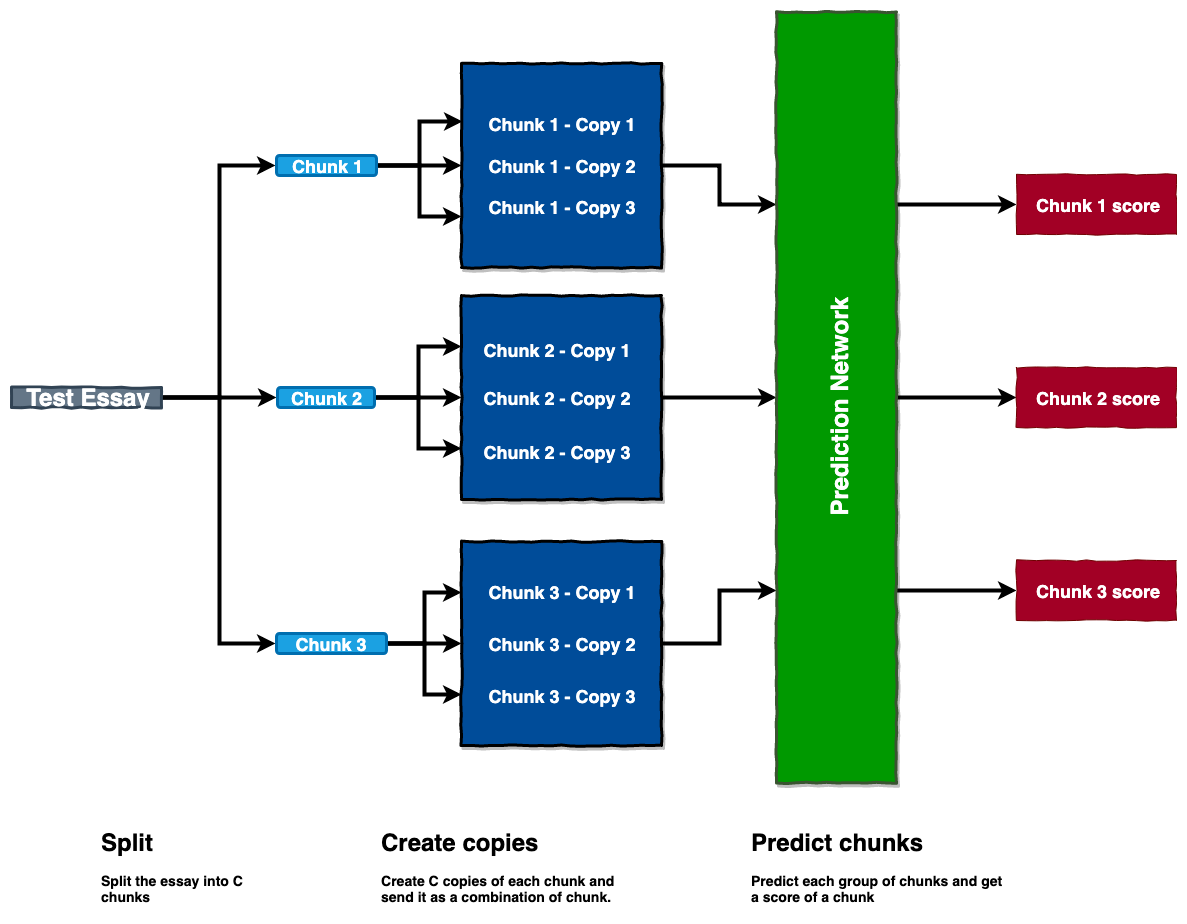 Test Essay
Chunk 1
Chunk 2
Chunk 3
Chunk 1 - Copy 1
Chunk 1 - Copy 2
Chunk 1 - Copy 3
Chunk 2 - Copy 1
Chunk 2 - Copy 2
Chunk 2 - Copy 3
Chunk 3 - Copy 1
Chunk 3 - Copy 2
Chunk 3 - Copy 3
Prediction Network
Chunk 1 score
Chunk 2 score
Chunk 3 score
Split
Split the essay into C
chunks
Create copies
Create C copies of each chunk and
send it as a combination of chunk.
Predict chunks
Predict each group of chunks and get
a score of a chunk